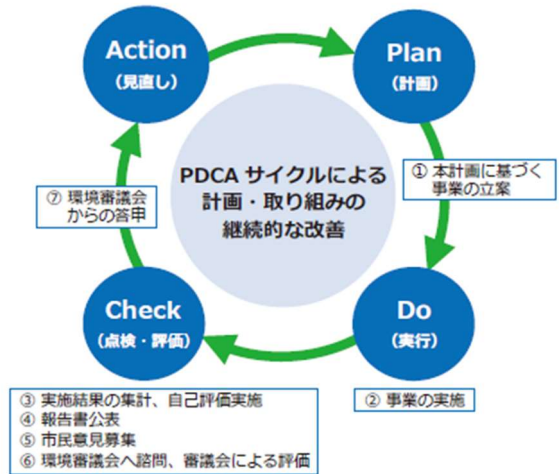 Action
(見直し)
Plan
(計画)
PDCA サイクルによる
計画・取り組みの
継続的な改善
① 本計画に基づく
事業の立案
⑦ 環境審議会
からの答申
Check
(点検・評価)
Do
(実行)
② 事業の実施
③ 実施結果の集計、自己評価実施
④ 報告書公表
⑤ 市民意見募集
⑥ 環境審議会へ諮問、審議会による評価